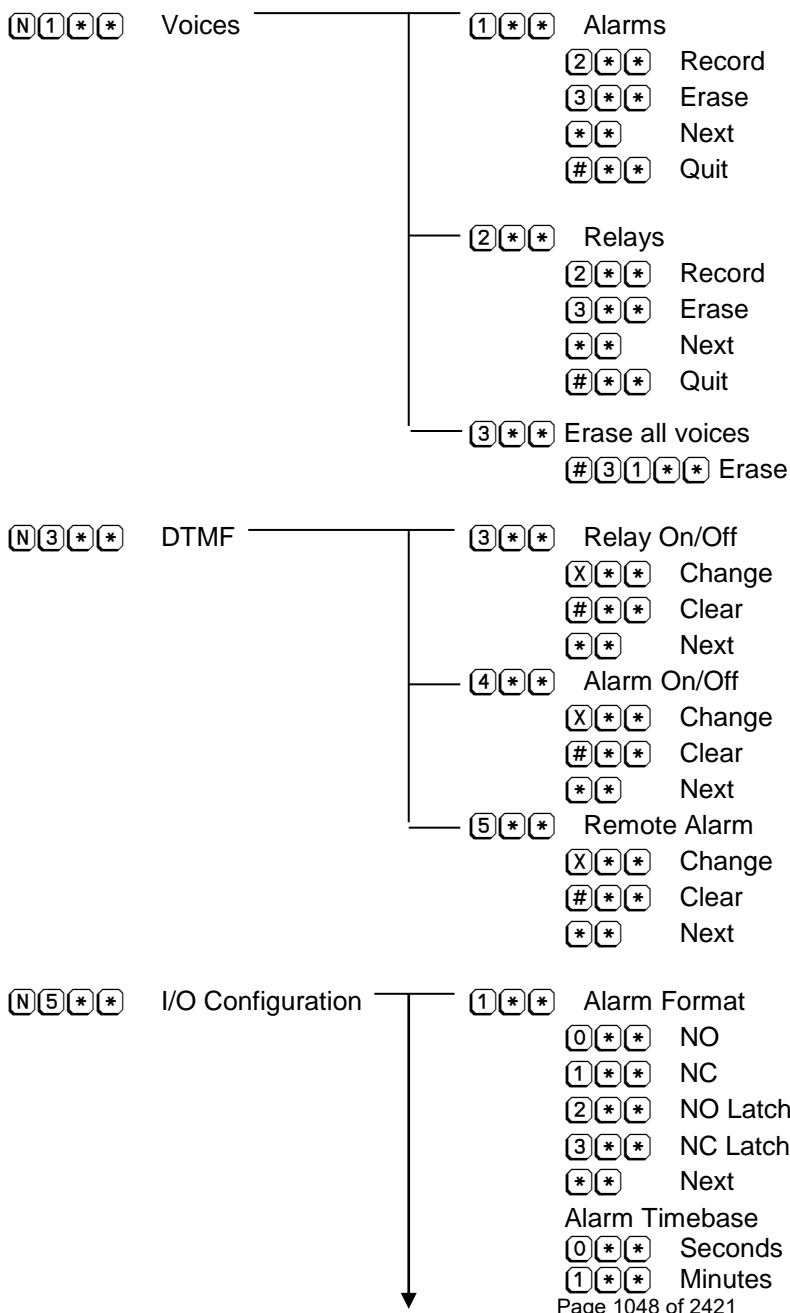 N1** Voices 1** Alarms
2** Record
3** Erase
** Next
#** Quit
2** Relays
2** Record
3** Erase
** Next
#** Quit
3** Erase all voices
#31** Erase
N3** DTMF 3** Relay On/Off
X** Change
#** Clear
** Next
4** Alarm On/Off
X** Change
#** Clear
** Next
5** Remote Alarm
X** Change
#** Clear
** Next
N5** I/O Configuration 1** Alarm Format
0** NO
1** NC
2** NO Latch
3** NC Latch
** Next
Alarm Timebase
0** Seconds
1** Minutes
Page 1048 of 2421